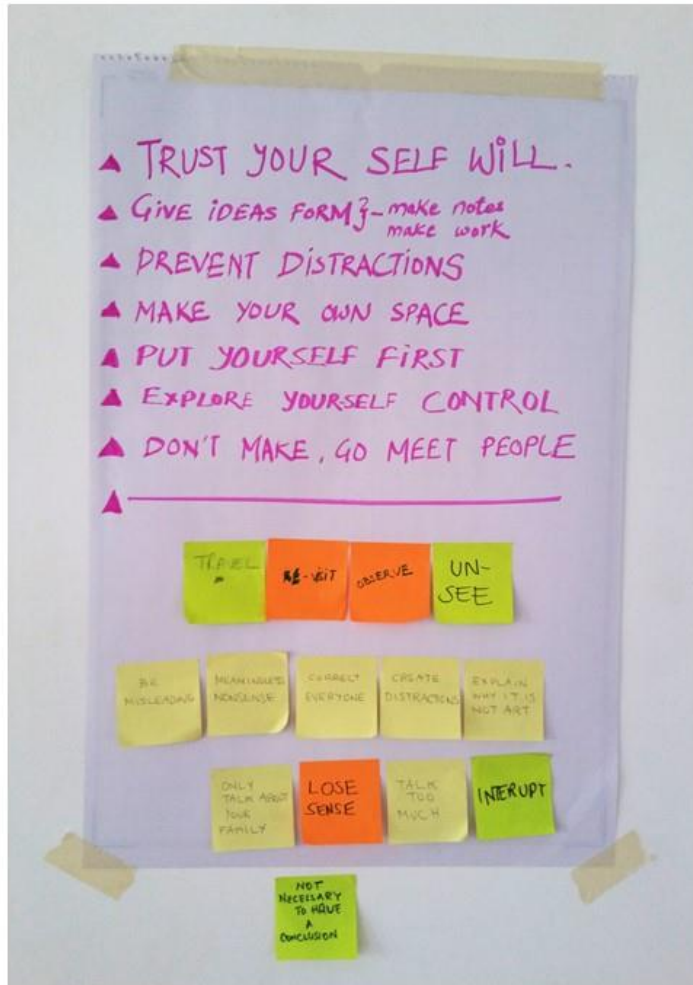 ▲ TRUST YOUR SELF WILL.
▲ GIVE IDEAS FORM }- make notes
make work
▲ PREVENT DISTRACTIONS
▲ MAKE YOUR OWN SPACE
▲ PUT YOURSELF FIRST
▲ EXPLORE YOURSELF CONTROL
▲ DON'T MAKE, GO MEET PEOPLE
▲
TRAVEL
RE-VISIT
OBSERVE
UN-
SEE
BE
MISLEADING
MEANINGLESS
NONSENSE
CORRECT
EVERYONE
CREATE
DISTRACTIONS
EXPLAIN
WHY IT IS
NOT ART
ONLY
TALK ABOUT
YOUR
FAMILY
LOSE
SENSE
TALK
TOO
MUCH
INTERUPT
NOT
NECESSARY
TO HAVE
A
CONCLUSION